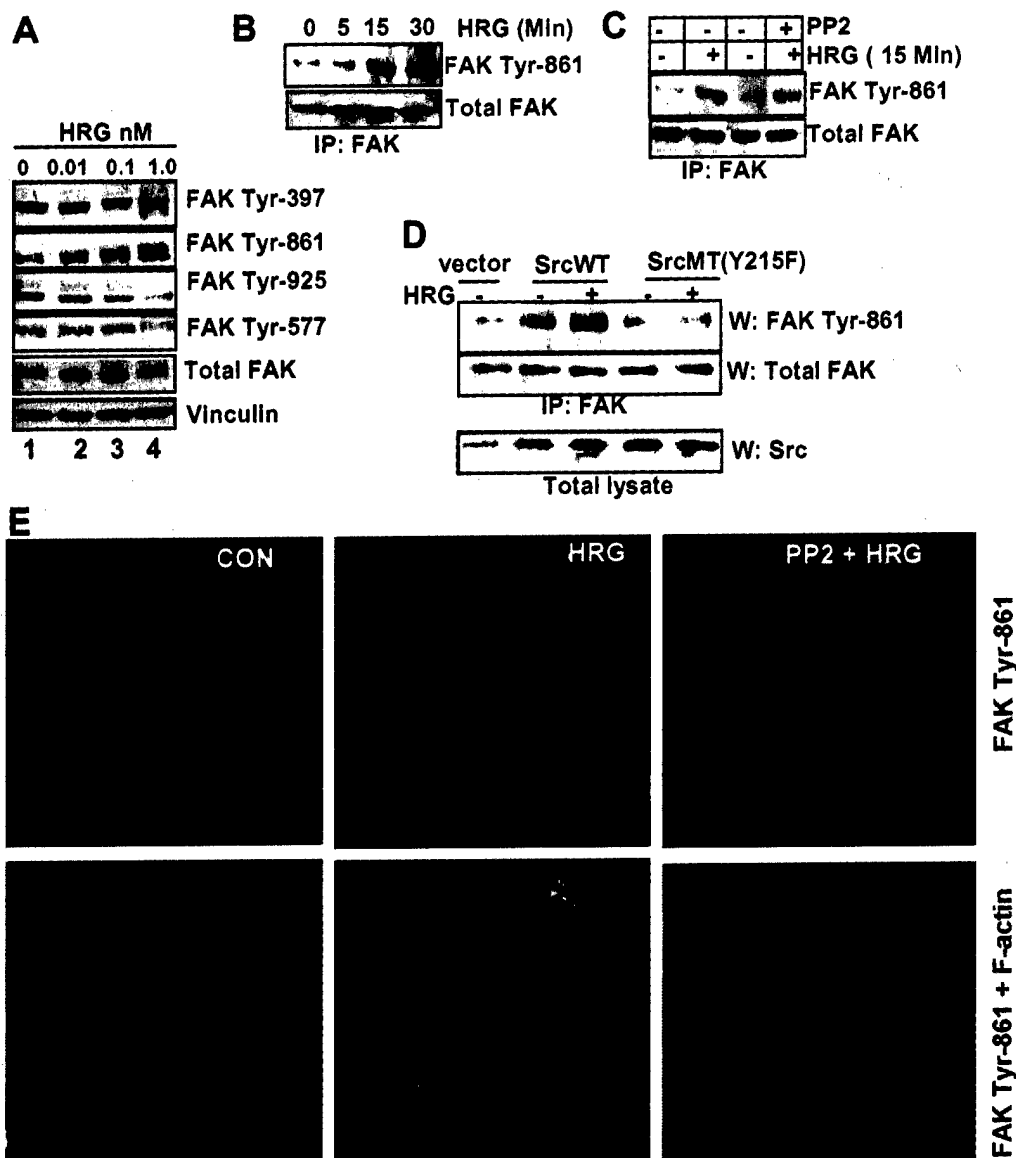 A
HRG nM
0 0.01 0.1 1.0
FAK Tyr-397
FAK Tyr-861
FAK Tyr-925
FAK Tyr-577
Total FAK
Vinculin
1 2 3 4
B
0 5 15 30 HRG (Min)
FAK Tyr-861
Total FAK
IP: FAK
C
- - - + PP2
- + - + HRG ( 15 Min)
FAK Tyr-861
Total FAK
IP: FAK
D
vector SrcWT SrcMT(Y215F)
HRG - - + - +
W: FAK Tyr-861
W: Total FAK
IP: FAK
W: Src
Total lysate
E
CON HRG PP2 + HRG
FAK Tyr-861
FAK Tyr-861 + F-actin